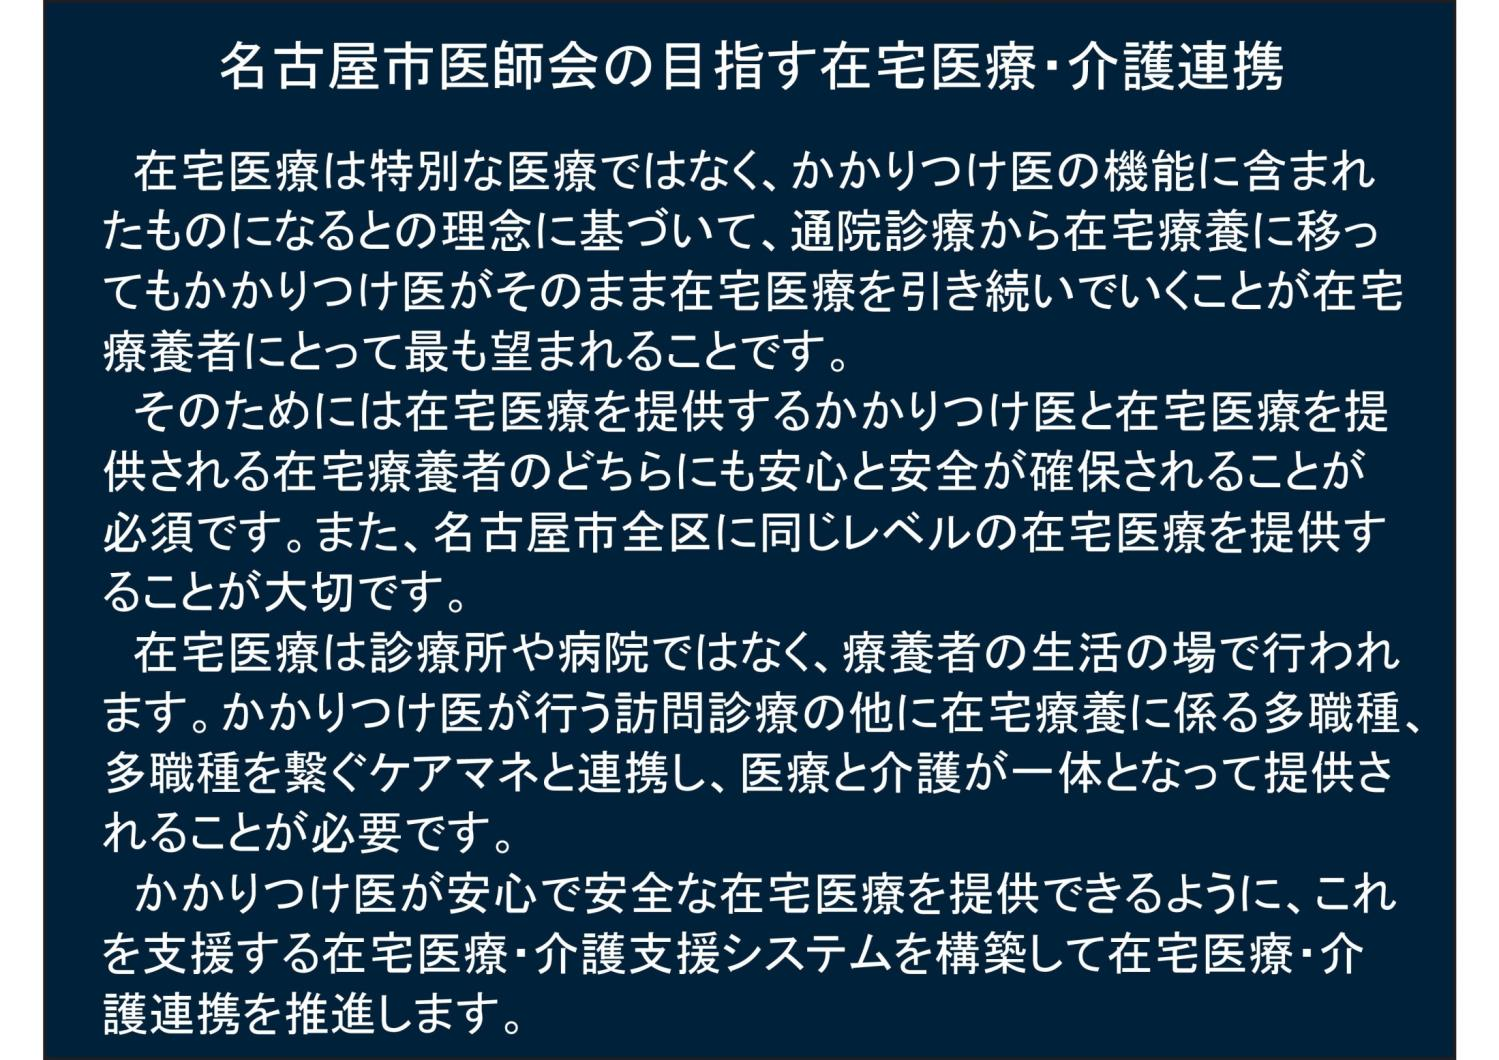 名古屋市医師会の目指す在宅医療・介護連携
在宅医療は特別な医療ではなく、かかりつけ医の機能に含まれ
たものになるとの理念に基づいて、通院診療から在宅療養に移っ
てもかかりつけ医がそのまま在宅医療を引き続いでいくことが在宅
療養者にとって最も望まれることです。
そのためには在宅医療を提供するかかりつけ医と在宅医療を提
供される在宅療養者のどちらにも安心と安全が確保されることが
必須です。また、名古屋市全区に同じレベルの在宅医療を提供す
ることが大切です。
在宅医療は診療所や病院ではなく、療養者の生活の場で行われ
ます。かかりつけ医が行う訪問診療の他に在宅療養に係る多職種、
多職種を繋ぐケアマネと連携し、医療と介護が一体となって提供さ
れることが必要です。
かかりつけ医が安心で安全な在宅医療を提供できるように、これ
を支援する在宅医療・介護支援システムを構築して在宅医療・介
護連携を推進します。